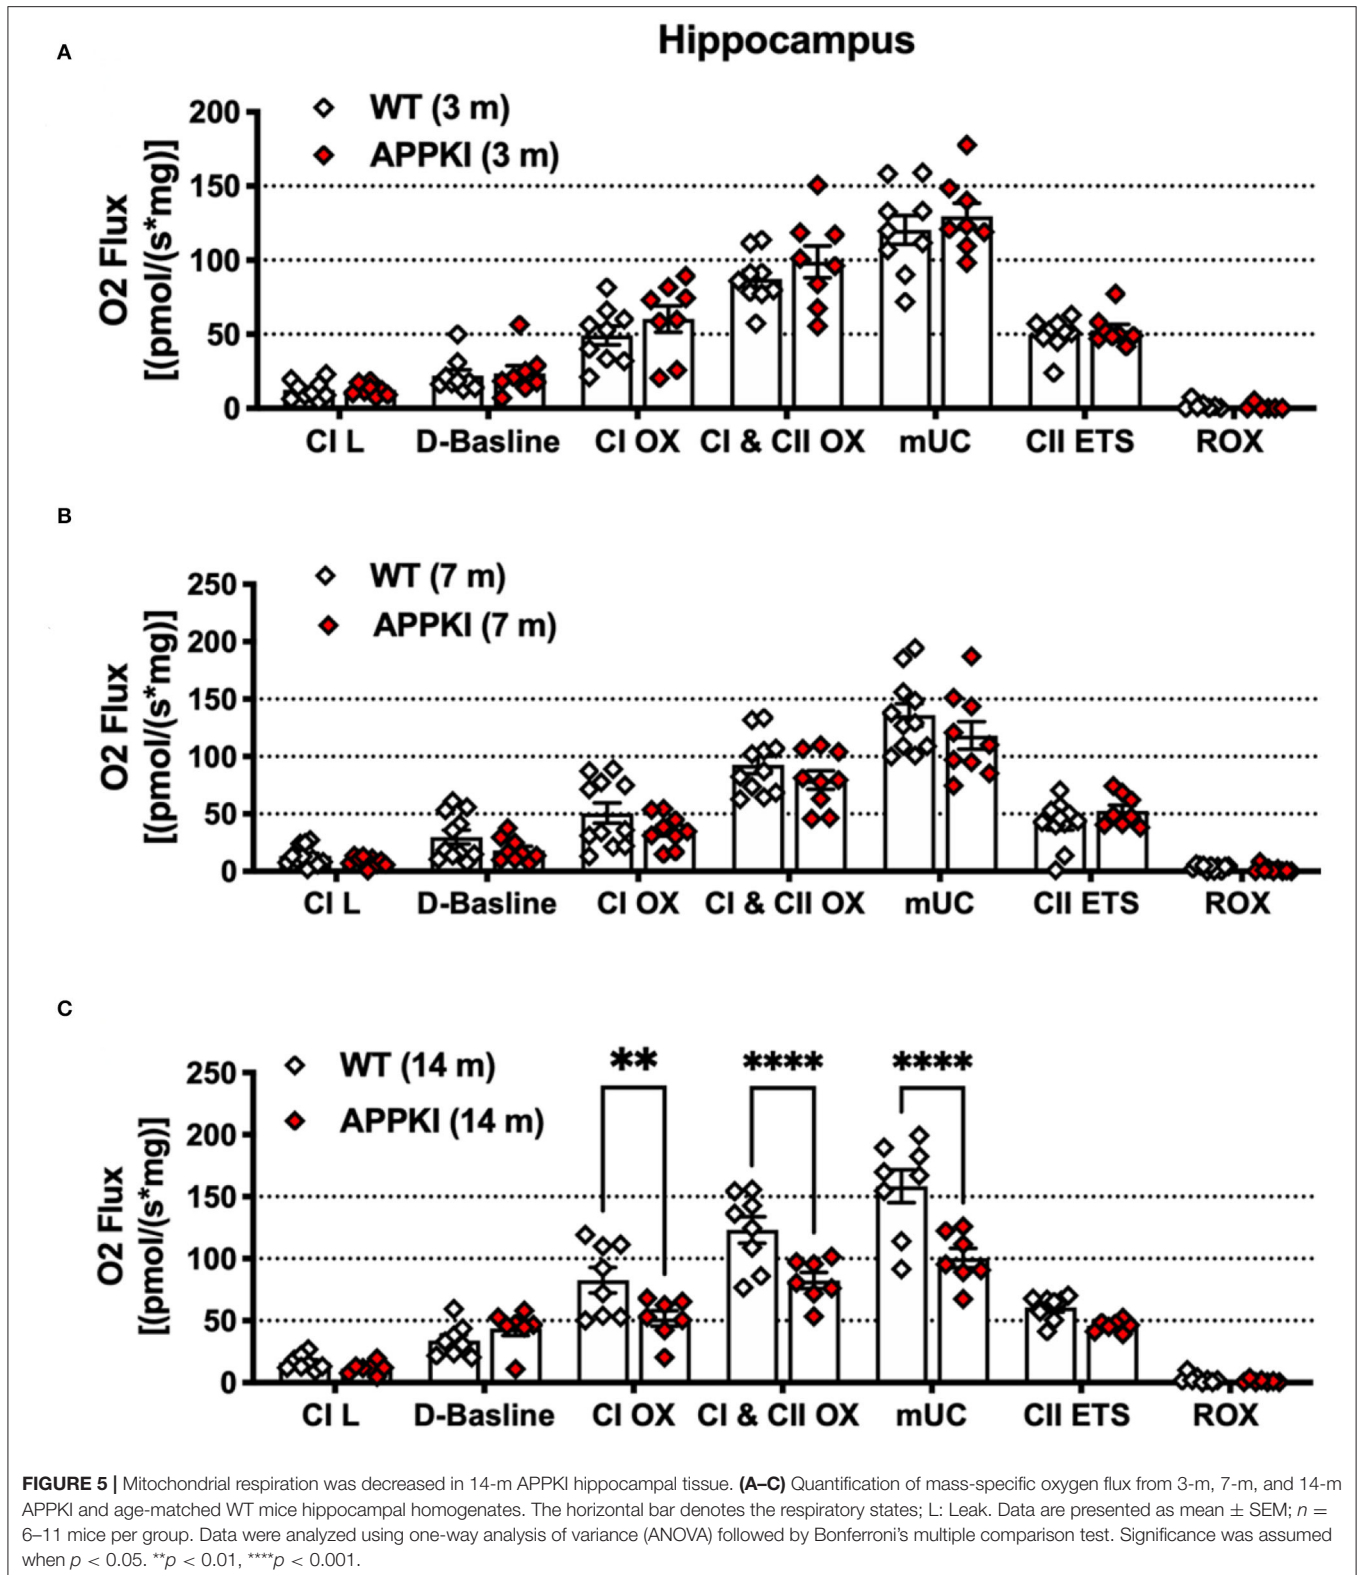 Hippocampus
A
WT (3 m)
APPKI (3 m)
O2 Flux
[(pmol/(s*mg)]
200
150
100
50
0
CI L D-Basline CI OX CI & CII OX mUC CII ETS ROX
B
WT (7 m)
APPKI (7 m)
O2 Flux
[(pmol/(s*mg)]
250
200
150
100
50
0
CI L D-Basline CI OX CI & CII OX mUC CII ETS ROX
C
WT (14 m)
APPKI (14 m)
** **** ****
O2 Flux
[(pmol/(s*mg)]
250
200
150
100
50
0
CI L D-Basline CI OX CI & CII OX mUC CII ETS ROX
FIGURE 5 | Mitochondrial respiration was decreased in 14-m APPKI hippocampal tissue. (A–C) Quantification of mass-specific oxygen flux from 3-m, 7-m, and 14-m
APPKI and age-matched WT mice hippocampal homogenates. The horizontal bar denotes the respiratory states; L: Leak. Data are presented as mean ± SEM; n =
6–11 mice per group. Data were analyzed using one-way analysis of variance (ANOVA) followed by Bonferroni's multiple comparison test. Significance was assumed
when p < 0.05. **p < 0.01, ****p < 0.001.